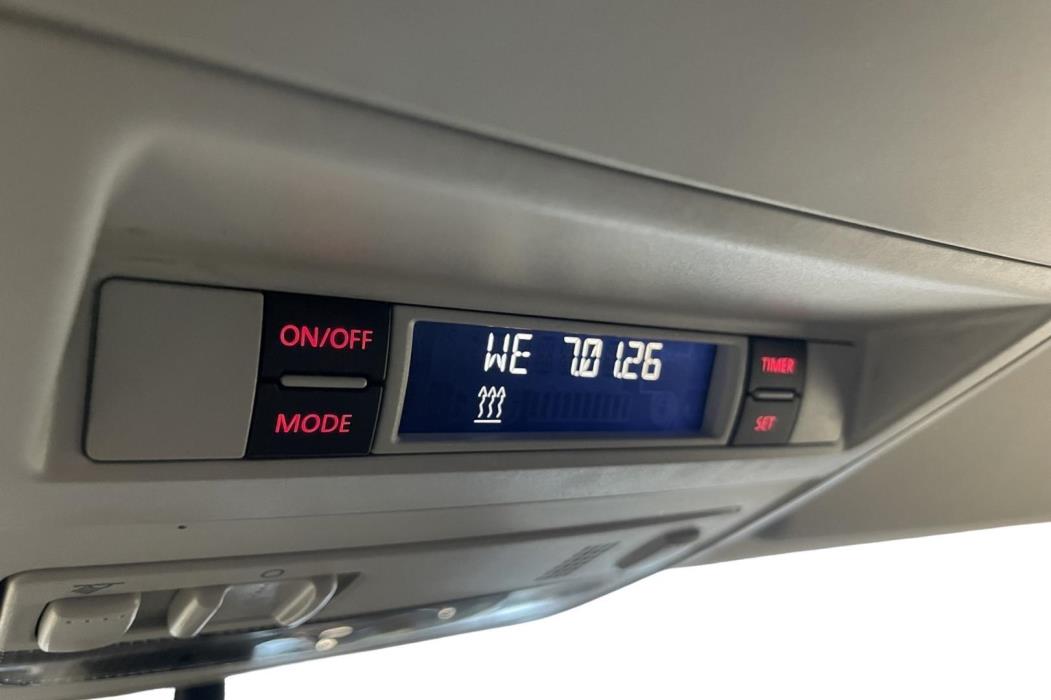 ON/OFF
MODE
WE 7.01.26
TIMER
SET